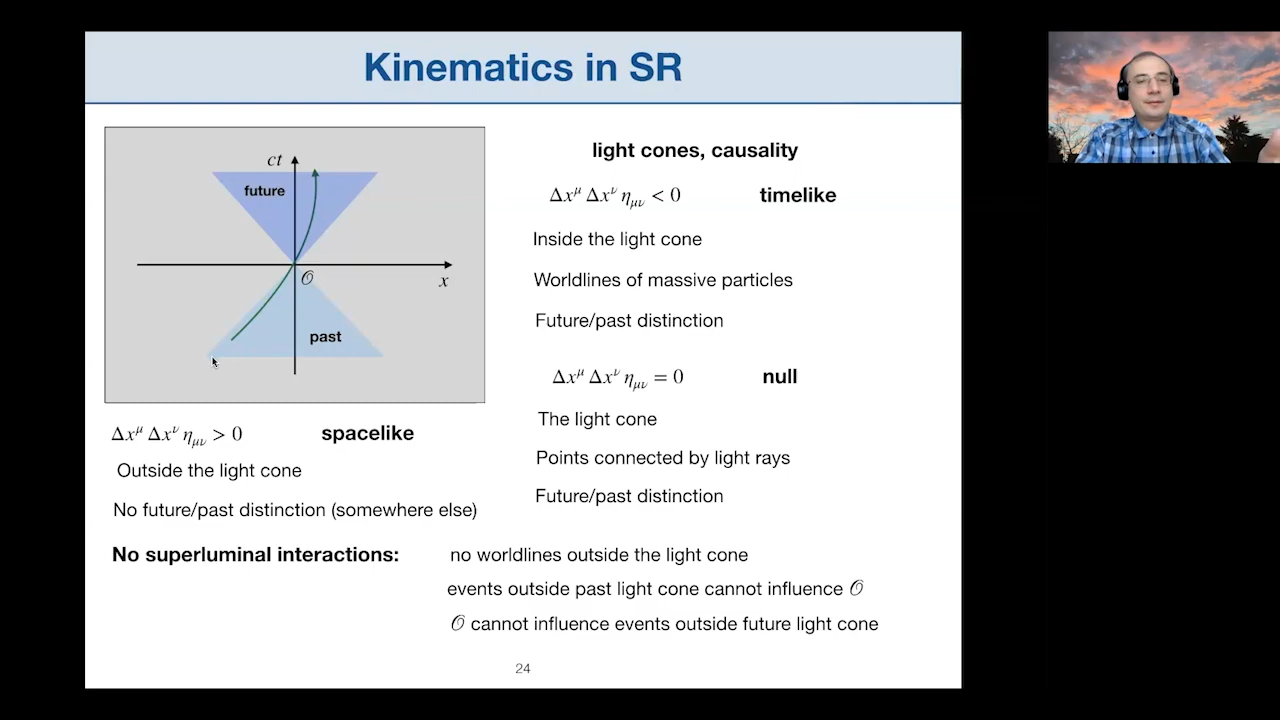 Kinematics in SR
ct
future
𝒪
x
past
Δx^μ Δx^ν η_μν > 0 spacelike
Outside the light cone
No future/past distinction (somewhere else)
light cones, causality
Δx^μ Δx^ν η_μν < 0 timelike
Inside the light cone
Worldlines of massive particles
Future/past distinction
Δx^μ Δx^ν η_μν = 0 null
The light cone
Points connected by light rays
Future/past distinction
No superluminal interactions: no worldlines outside the light cone
events outside past light cone cannot influence 𝒪
𝒪 cannot influence events outside future light cone
24